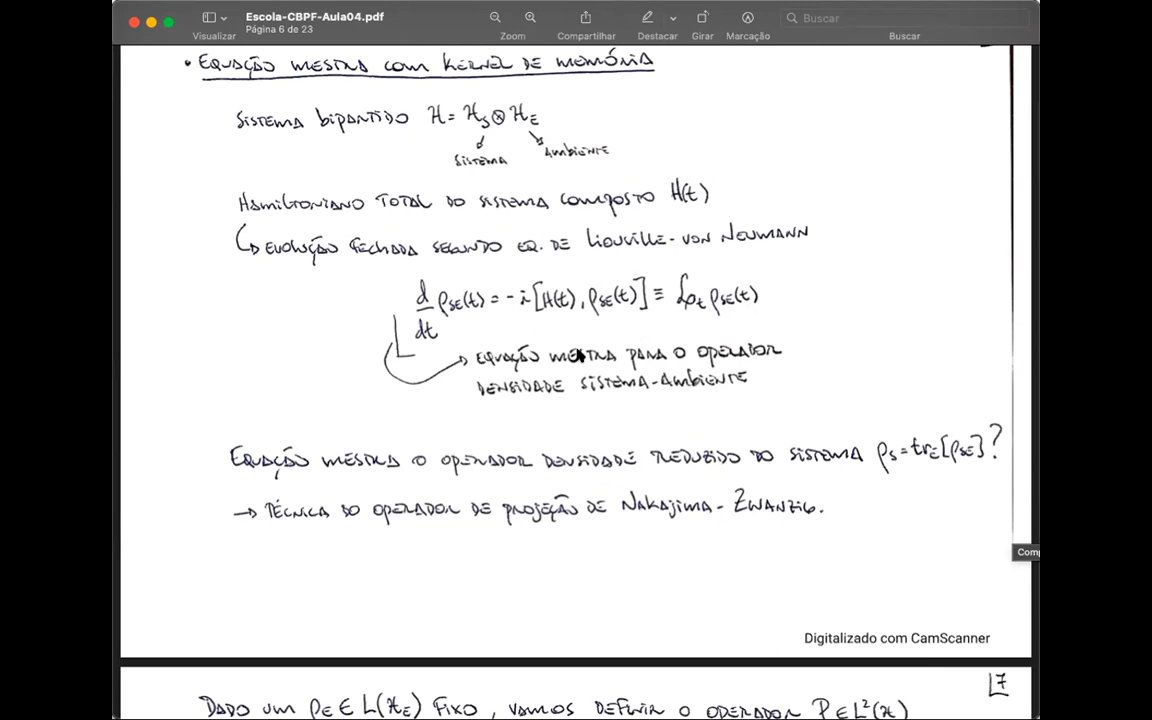 Escola-CBPF-Aula04.pdf
Página 6 de 23
Visualizar
Zoom
Compartilhar
Destacar
Girar
Marcação
Buscar
Buscar
• EQUAÇÃO MESTRA COM KERNEL DE MEMÓRIA
SISTEMA BIPARTIDO ℋ = ℋ_S ⊗ ℋ_E
SISTEMA
AMBIENTE
HAMILTONIANO TOTAL DO SISTEMA COMPOSTO H(t)
↳ EVOLUÇÃO FECHADA SEGUNDO EQ. DE LIOUVILLE-VON NEUMANN
d/dt ρ_SE(t) = -i[H(t), ρ_SE(t)] ≡ ℒ_t ρ_SE(t)
→ EQUAÇÃO MESTRA PARA O OPERADOR
DENSIDADE SISTEMA-AMBIENTE
EQUAÇÃO MESTRA O OPERADOR DENSIDADE REDUZIDO DO SISTEMA ρ_S = tr_E[ρ_SE]?
→ TÉCNICA DO OPERADOR DE PROJEÇÃO DE NAKAJIMA-ZWANZIG.
Comp
Digitalizado com CamScanner
7
DADO UM ρ_E ∈ L(ℋ_E) FIXO, VAMOS DEFINIR O OPERADOR P ∈ L²(ℋ)